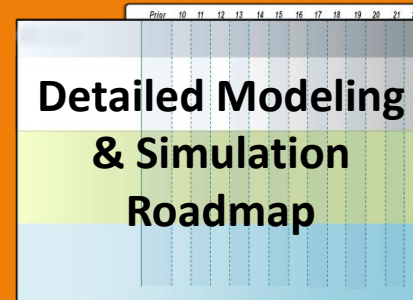 Prior 10 11 12 13 14 15 16 17 18 19 20 21
Detailed Modeling
& Simulation
Roadmap